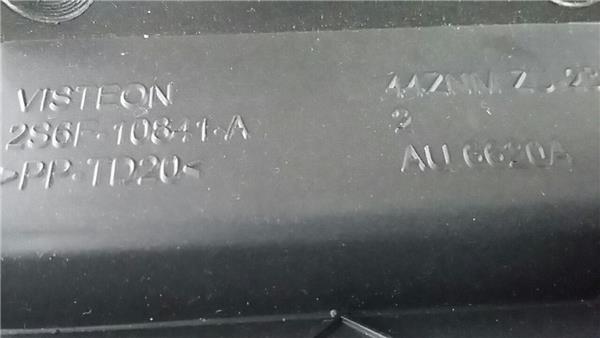 VISTEON
2S6F-10841-A
>PP-TD20<
2
AU 6620A